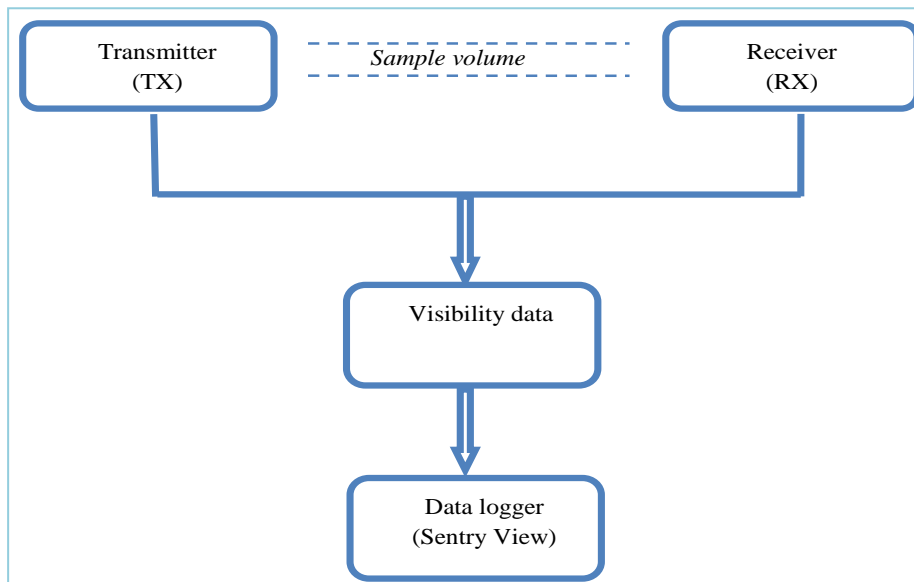 Transmitter
(TX)
Sample volume
Receiver
(RX)
Visibility data
Data logger
(Sentry View)